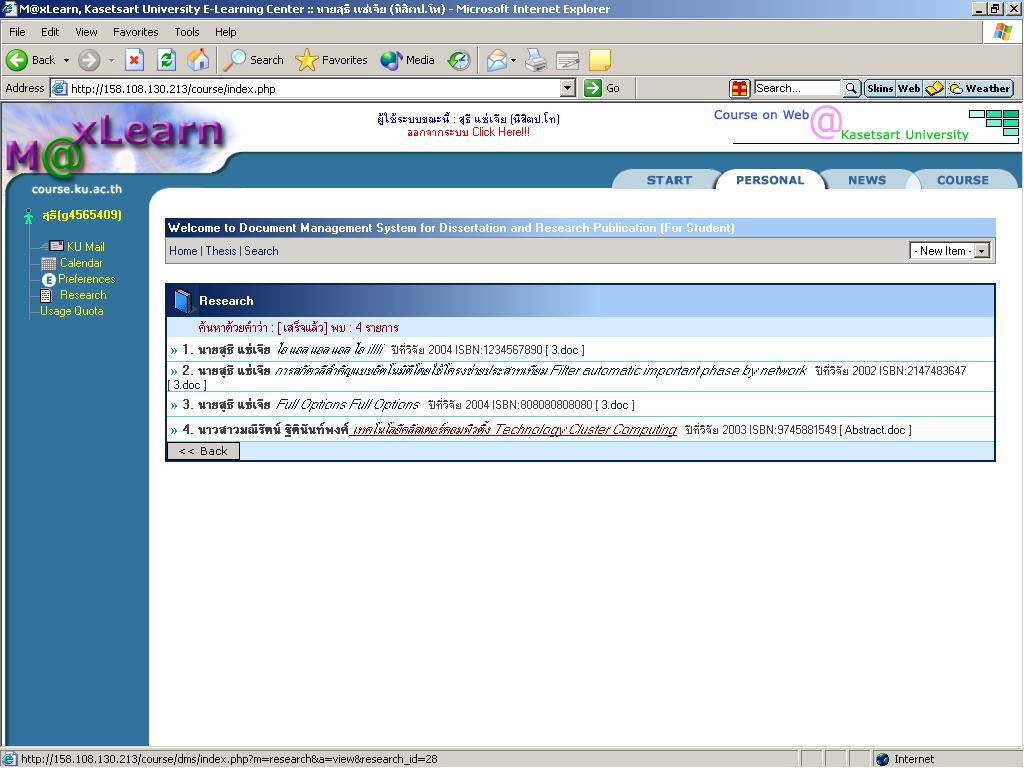 M@xLearn, Kasetsart University E-Learning Center :: นายสุธี แซ่เจีย (นิสิตป.โท) - Microsoft Internet Explorer
File Edit View Favorites Tools Help
Back Search Favorites Media
Address http://158.108.130.213/course/index.php Go Search... Skins Web Weather
M@xLearn
course.ku.ac.th
ผู้ใช้ระบบขณะนี้ : สุธี แซ่เจีย (นิสิตป.โท)
ออกจากระบบ Click Here!!!
Course on Web @ Kasetsart University
START PERSONAL NEWS COURSE
สุธี(g4565409)
KU Mail
Calendar
Preferences
Research
Usage Quota
Welcome to Document Management System for Dissertation and Research Publication (For Student)
Home | Thesis | Search - New Item -
Research
ค้นหาด้วยคำว่า : [ เสร็จแล้ว] พบ : 4 รายการ
» 1. นายสุธี แซ่เจีย ไอ แอล แอล แอล ไอ illli ปีที่วิจัย 2004 ISBN:1234567890 [ 3.doc ]
» 2. นายสุธี แซ่เจีย การสกัดวลีสำคัญแบบอัตโนมัติโดยใช้โครงข่ายประสาทเทียม Filter automatic important phase by network ปีที่วิจัย 2002 ISBN:2147483647
[ 3.doc ]
» 3. นายสุธี แซ่เจีย Full Options Full Options ปีที่วิจัย 2004 ISBN:808080808080 [ 3.doc ]
» 4. นาวสาวมณีรัตน์ ฐิตินันท์พงศ์ เทคโนโลยีคลัสเตอร์คอมพิวติ้ง Technology Cluster Computing ปีที่วิจัย 2003 ISBN:9745881549 [ Abstract.doc ]
<< Back
http://158.108.130.213/course/dms/index.php?m=research&a=view&research_id=28 Internet